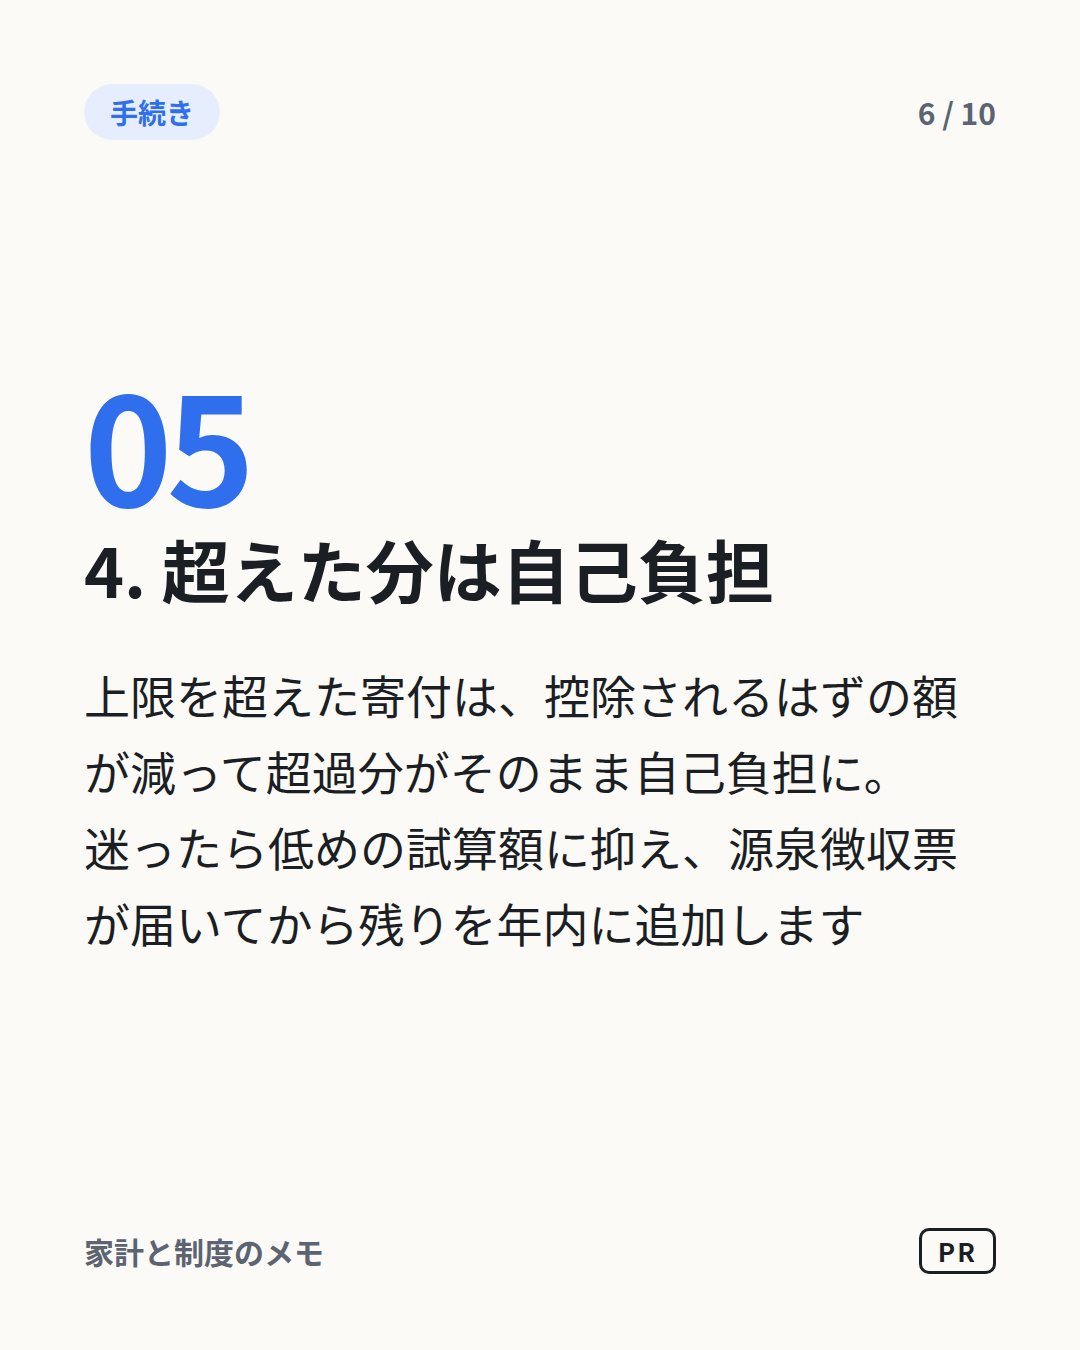 手続き
6 / 10
05
4. 超えた分は自己負担
上限を超えた寄付は、控除されるはずの額
が減って超過分がそのまま自己負担に。
迷ったら低めの試算額に抑え、源泉徴収票
が届いてから残りを年内に追加します
家計と制度のメモ
PR